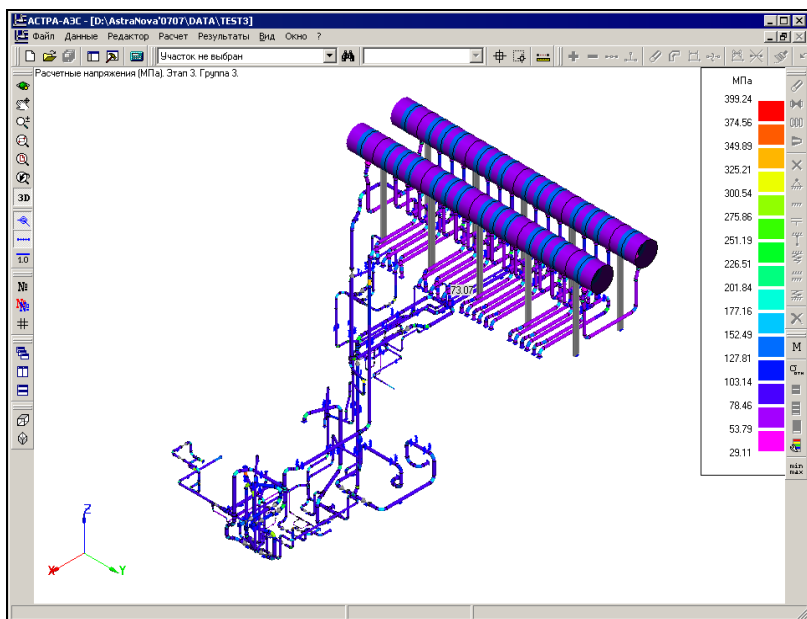 АСТРА-АЭС - [D:\AstraNova'0707\DATA\TEST3]
Файл Данные Редактор Расчет Результаты Вид Окно ?
Участок не выбран
Расчетные напряжения (МПа). Этап 3. Группа 3.
МПа
399.24
374.56
349.89
325.21
300.54
275.86
251.19
226.51
201.84
177.16
152.49
127.81
103.14
78.46
53.79
29.11
73.07
3D
1.0
№
№
M
min
max
Z
X
Y